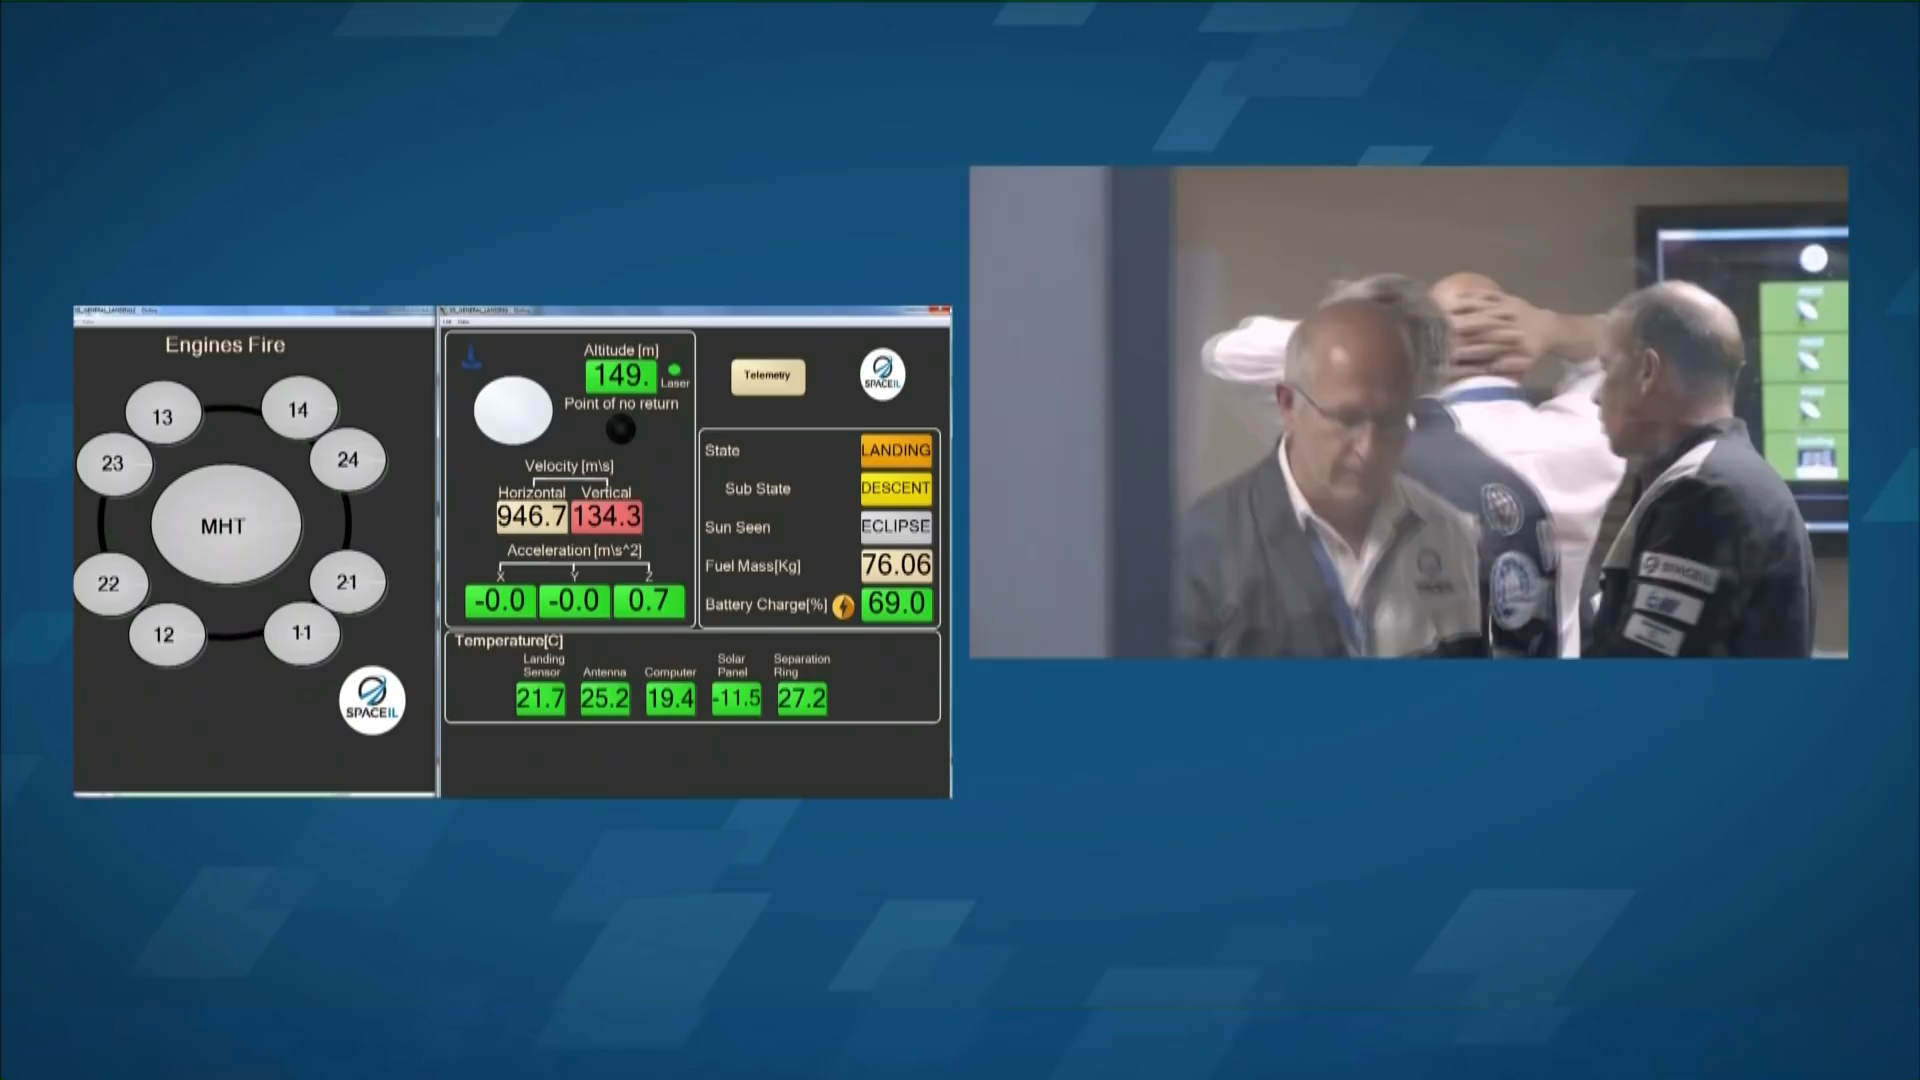 Engines Fire
13
14
23
24
MHT
22
21
12
11
SPACEIL
Altitude [m]
149.
Laser
Point of no return
Velocity [m\s]
Horizontal Vertical
946.7 134.3
Acceleration [m\s^2]
X Y Z
-0.0 -0.0 0.7
Telemetry
SPACEIL
State LANDING
Sub State DESCENT
Sun Seen ECLIPSE
Fuel Mass[Kg] 76.06
Battery Charge[%] 69.0
Temperature[C]
Landing Sensor Antenna Computer Solar Panel Separation Ring
21.7 25.2 19.4 -11.5 27.2
SPACEIL